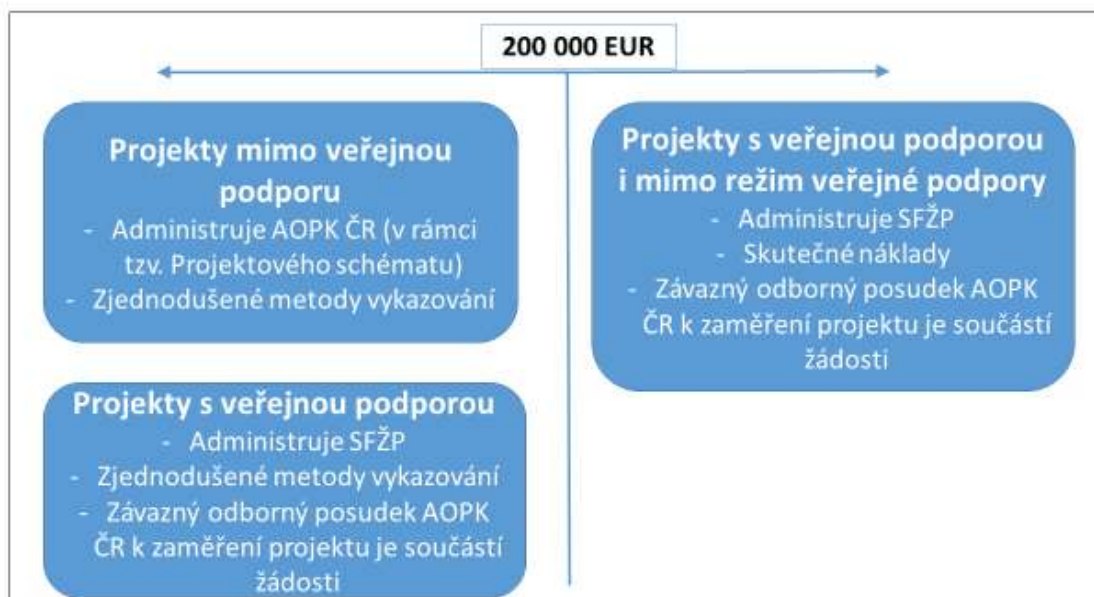 200 000 EUR
Projekty mimo veřejnou
podporu
- Administruje AOPK ČR (v rámci
tzv. Projektového schématu)
- Zjednodušené metody vykazování
Projekty s veřejnou podporou
- Administruje SFŽP
- Zjednodušené metody vykazování
- Závazný odborný posudek AOPK
ČR k zaměření projektu je součástí
žádosti
Projekty s veřejnou podporou
i mimo režim veřejné podpory
- Administruje SFŽP
- Skutečné náklady
- Závazný odborný posudek AOPK
ČR k zaměření projektu je součástí
žádosti